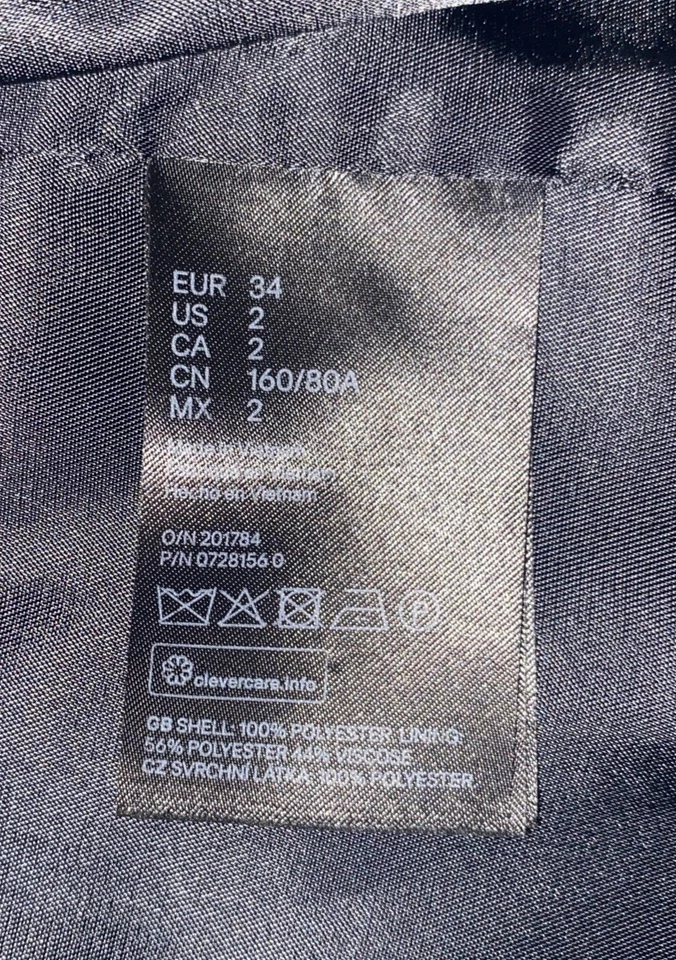 EUR 34
US 2
CA 2
CN 160/80A
MX 2
Made in Vietnam
Fabriqué en Vietnam
Hecho en Vietnam
O/N 201784
P/N 0728156 0
P
clevercare.info
GB SHELL: 100% POLYESTER LINING:
56% POLYESTER, 44% VISCOSE
CZ SVRCHNÍ LÁTKA: 100% POLYESTER